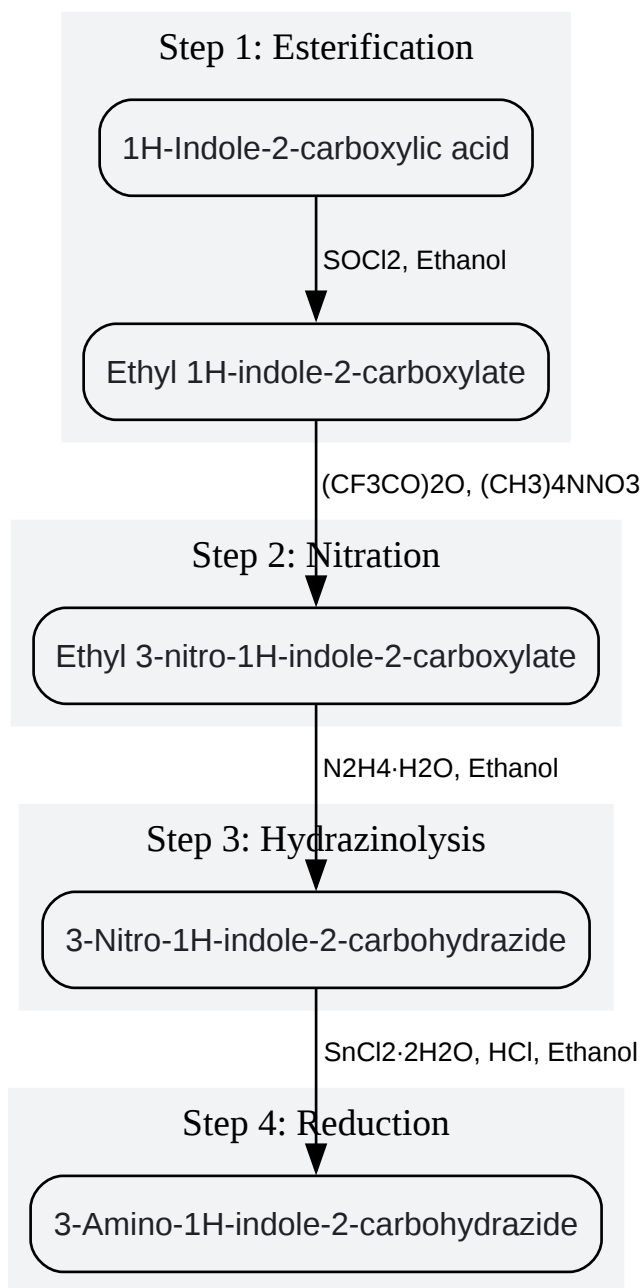 Step 1: Esterification
1H-Indole-2-carboxylic acid
SOCl2, Ethanol
Ethyl 1H-indole-2-carboxylate
(CF3CO)2O, (CH3)4NNO3
Step 2: Nitration
Ethyl 3-nitro-1H-indole-2-carboxylate
N2H4·H2O, Ethanol
Step 3: Hydrazinolysis
3-Nitro-1H-indole-2-carbohydrazide
SnCl2·2H2O, HCl, Ethanol
Step 4: Reduction
3-Amino-1H-indole-2-carbohydrazide